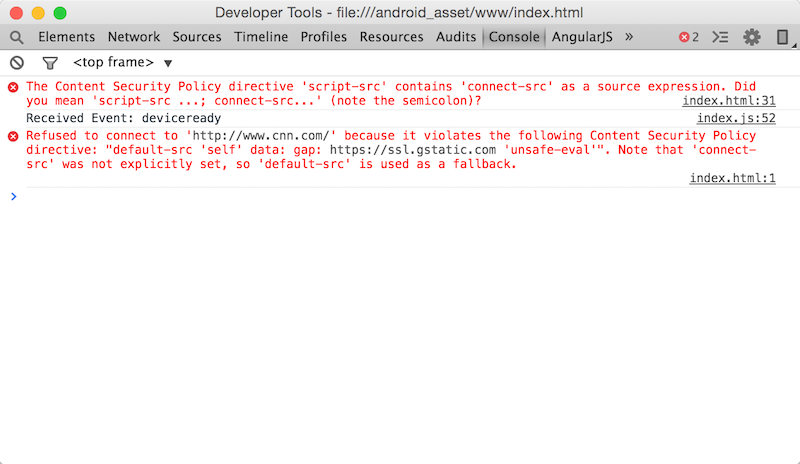 Developer Tools - file:///android_asset/www/index.html
Elements Network Sources Timeline Profiles Resources Audits Console AngularJS » 2
<top frame> ▼
The Content Security Policy directive 'script-src' contains 'connect-src' as a source expression. Did
you mean 'script-src ...; connect-src...' (note the semicolon)? index.html:31
Received Event: deviceready index.js:52
Refused to connect to 'http://www.cnn.com/' because it violates the following Content Security Policy
directive: "default-src 'self' data: gap: https://ssl.gstatic.com 'unsafe-eval'". Note that 'connect-
src' was not explicitly set, so 'default-src' is used as a fallback.
index.html:1